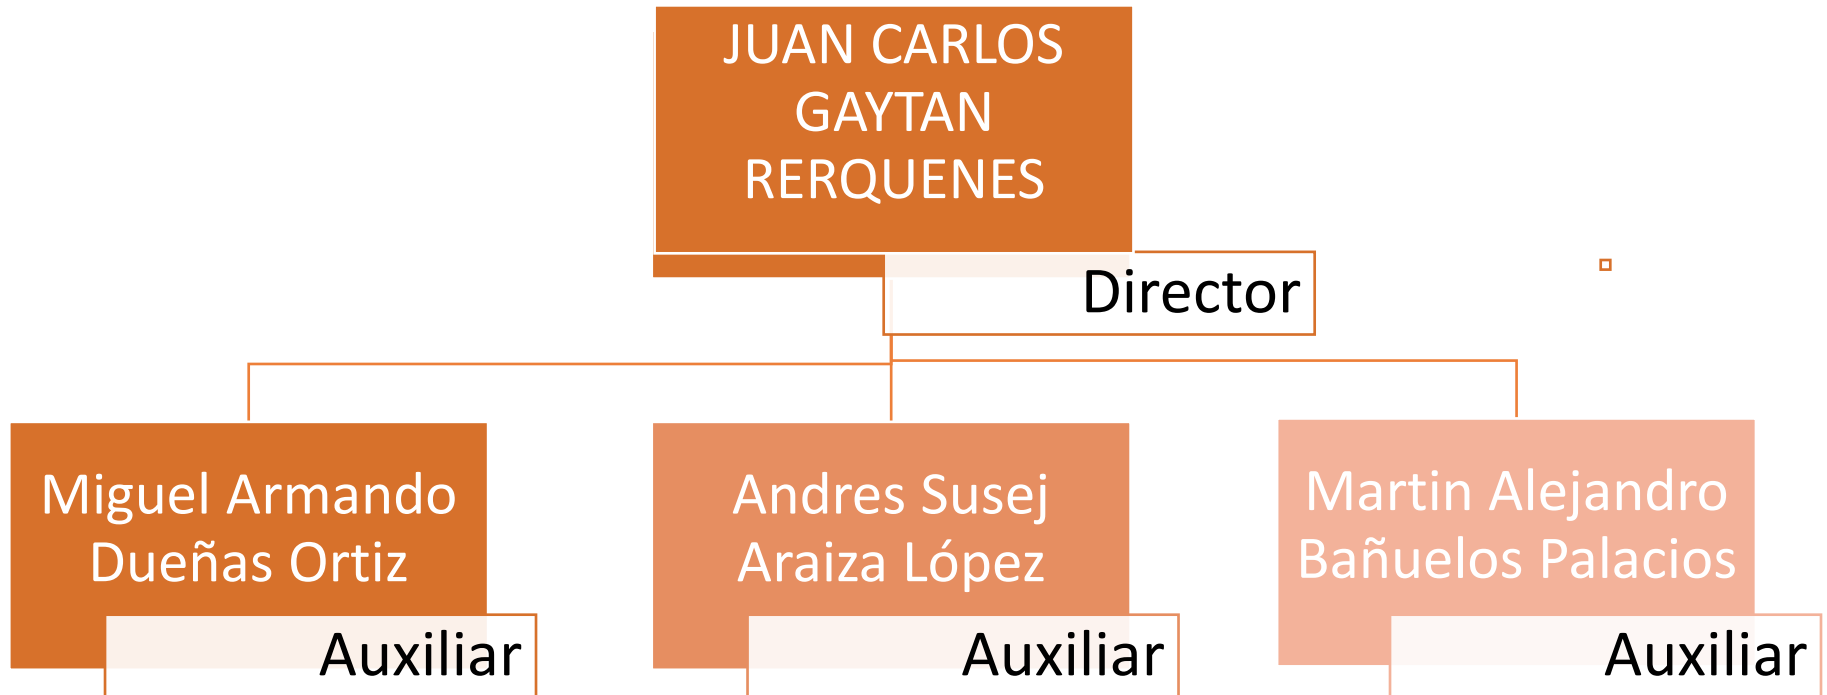 JUAN CARLOS
GAYTAN
RERQUENES
Director
Miguel Armando
Dueñas Ortiz
Auxiliar
Andres Susej
Araiza López
Auxiliar
Martin Alejandro
Bañuelos Palacios
Auxiliar